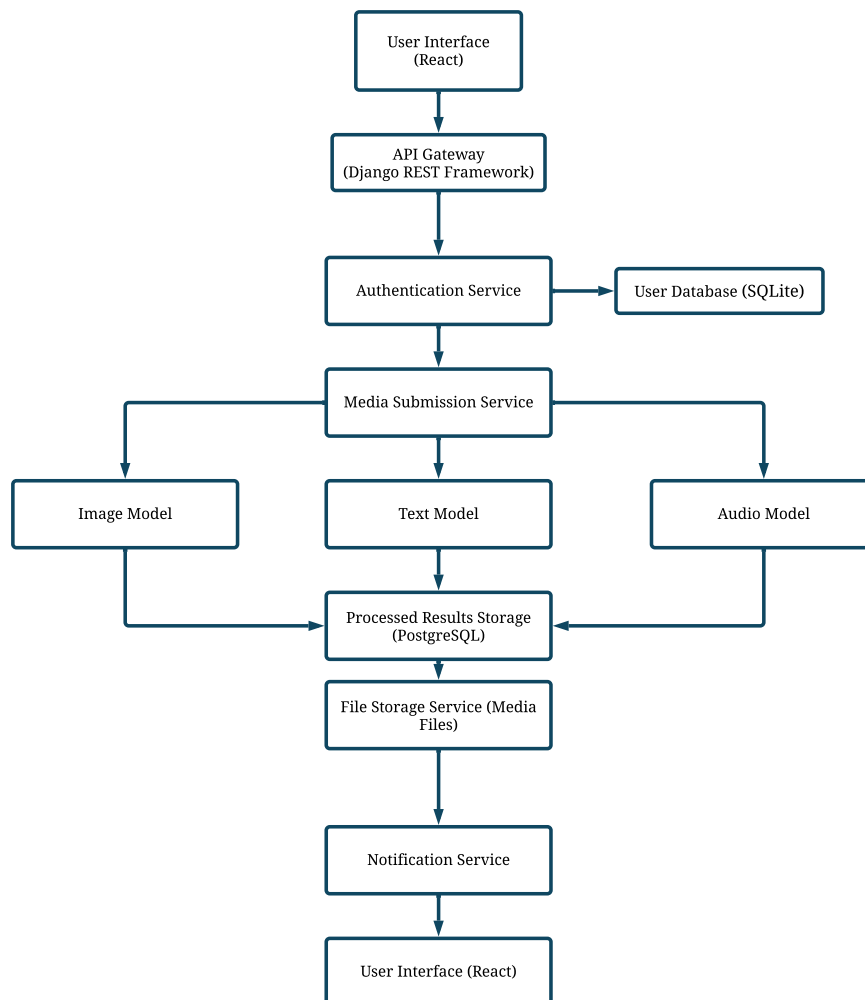 User Interface
(React)
API Gateway
(Django REST Framework)
Authentication Service
User Database (SQLite)
Media Submission Service
Image Model
Text Model
Audio Model
Processed Results Storage
(PostgreSQL)
File Storage Service (Media
Files)
Notification Service
User Interface (React)